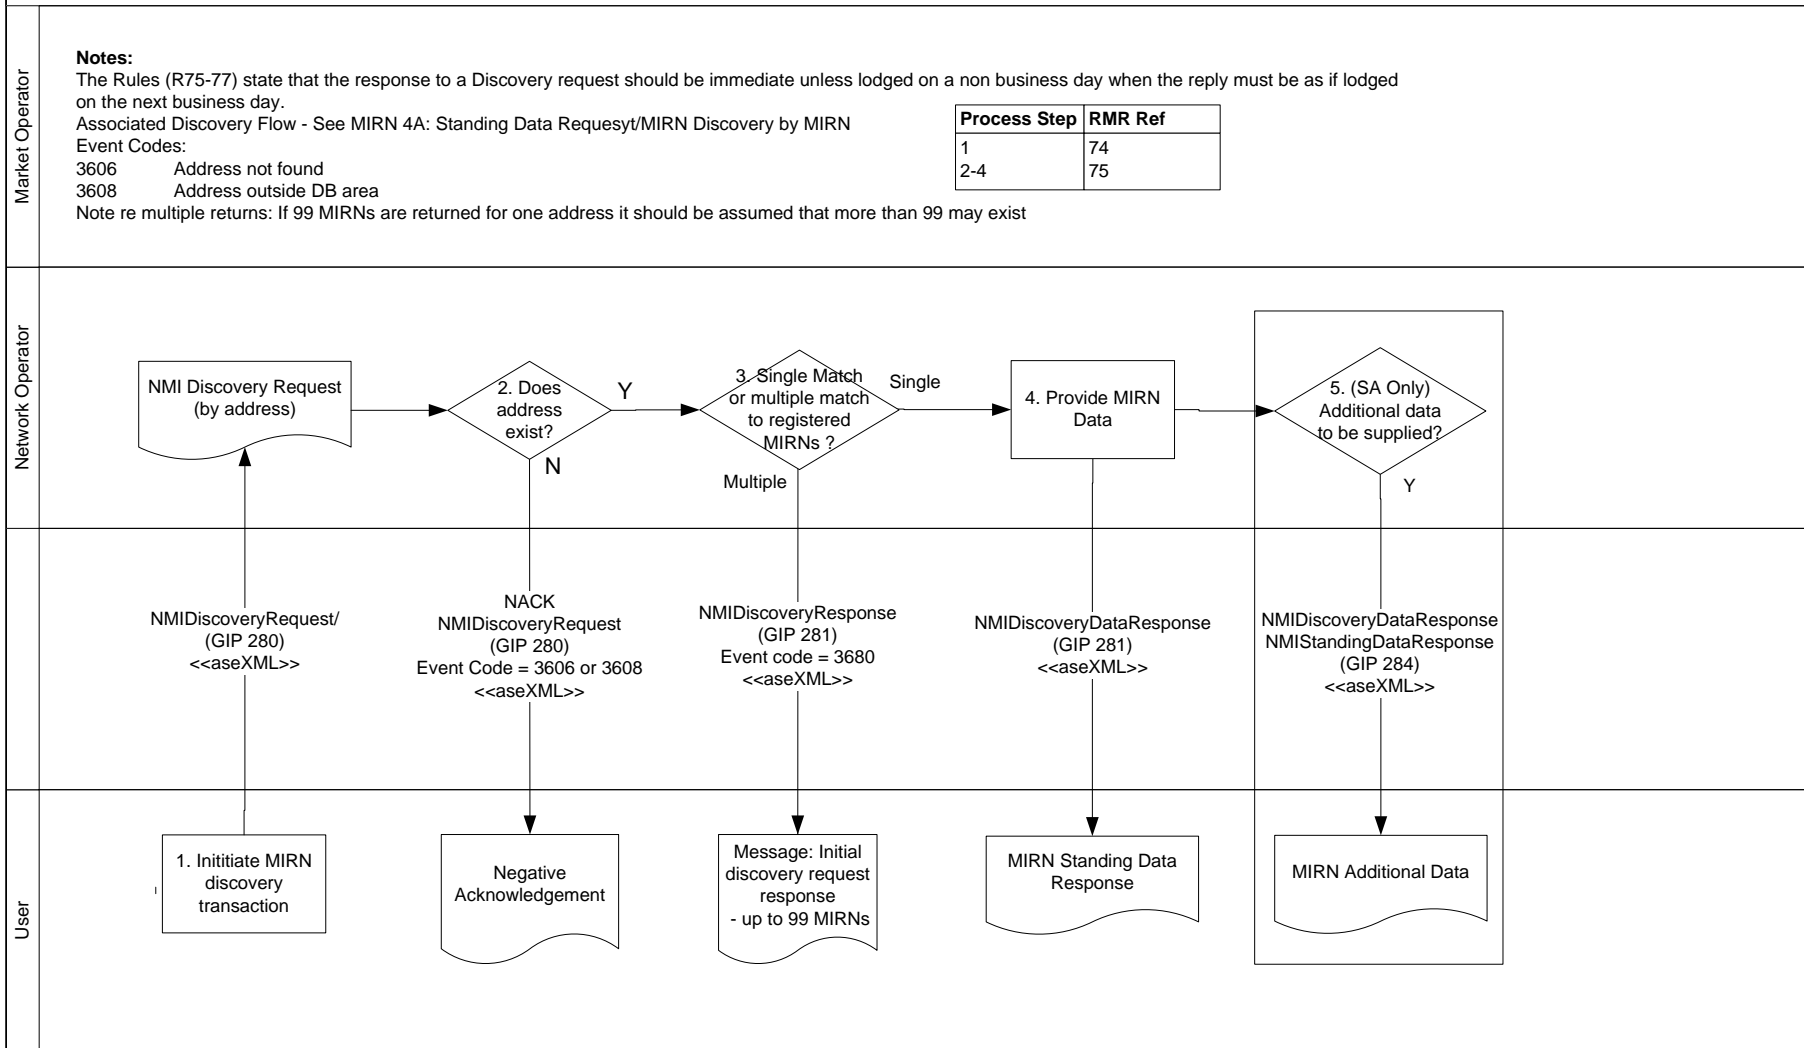 Market Operator
Notes:
The Rules (R75-77) state that the response to a Discovery request should be immediate unless lodged on a non business day when the reply must be as if lodged
on the next business day.
Associated Discovery Flow - See MIRN 4A: Standing Data Requesyt/MIRN Discovery by MIRN
Event Codes:
3606 Address not found
3608 Address outside DB area
Note re multiple returns: If 99 MIRNs are returned for one address it should be assumed that more than 99 may exist
Process Step RMR Ref
1 74
2-4 75
Network Operator
NMI Discovery Request
(by address)
2. Does
address
exist?
Y
N
3. Single Match
or multiple match
to registered
MIRNs ?
Single
Multiple
4. Provide MIRN
Data
5. (SA Only)
Additional data
to be supplied?
Y
NMIDiscoveryRequest/
(GIP 280)
<<aseXML>>
NACK
NMIDiscoveryRequest
(GIP 280)
Event Code = 3606 or 3608
<<aseXML>>
NMIDiscoveryResponse
(GIP 281)
Event code = 3680
<<aseXML>>
NMIDiscoveryDataResponse
(GIP 281)
<<aseXML>>
NMIDiscoveryDataResponse
NMIStandingDataResponse
(GIP 284)
<<aseXML>>
User
1. Inititiate MIRN
discovery
transaction
Negative
Acknowledgement
Message: Initial
discovery request
response
- up to 99 MIRNs
MIRN Standing Data
Response
MIRN Additional Data